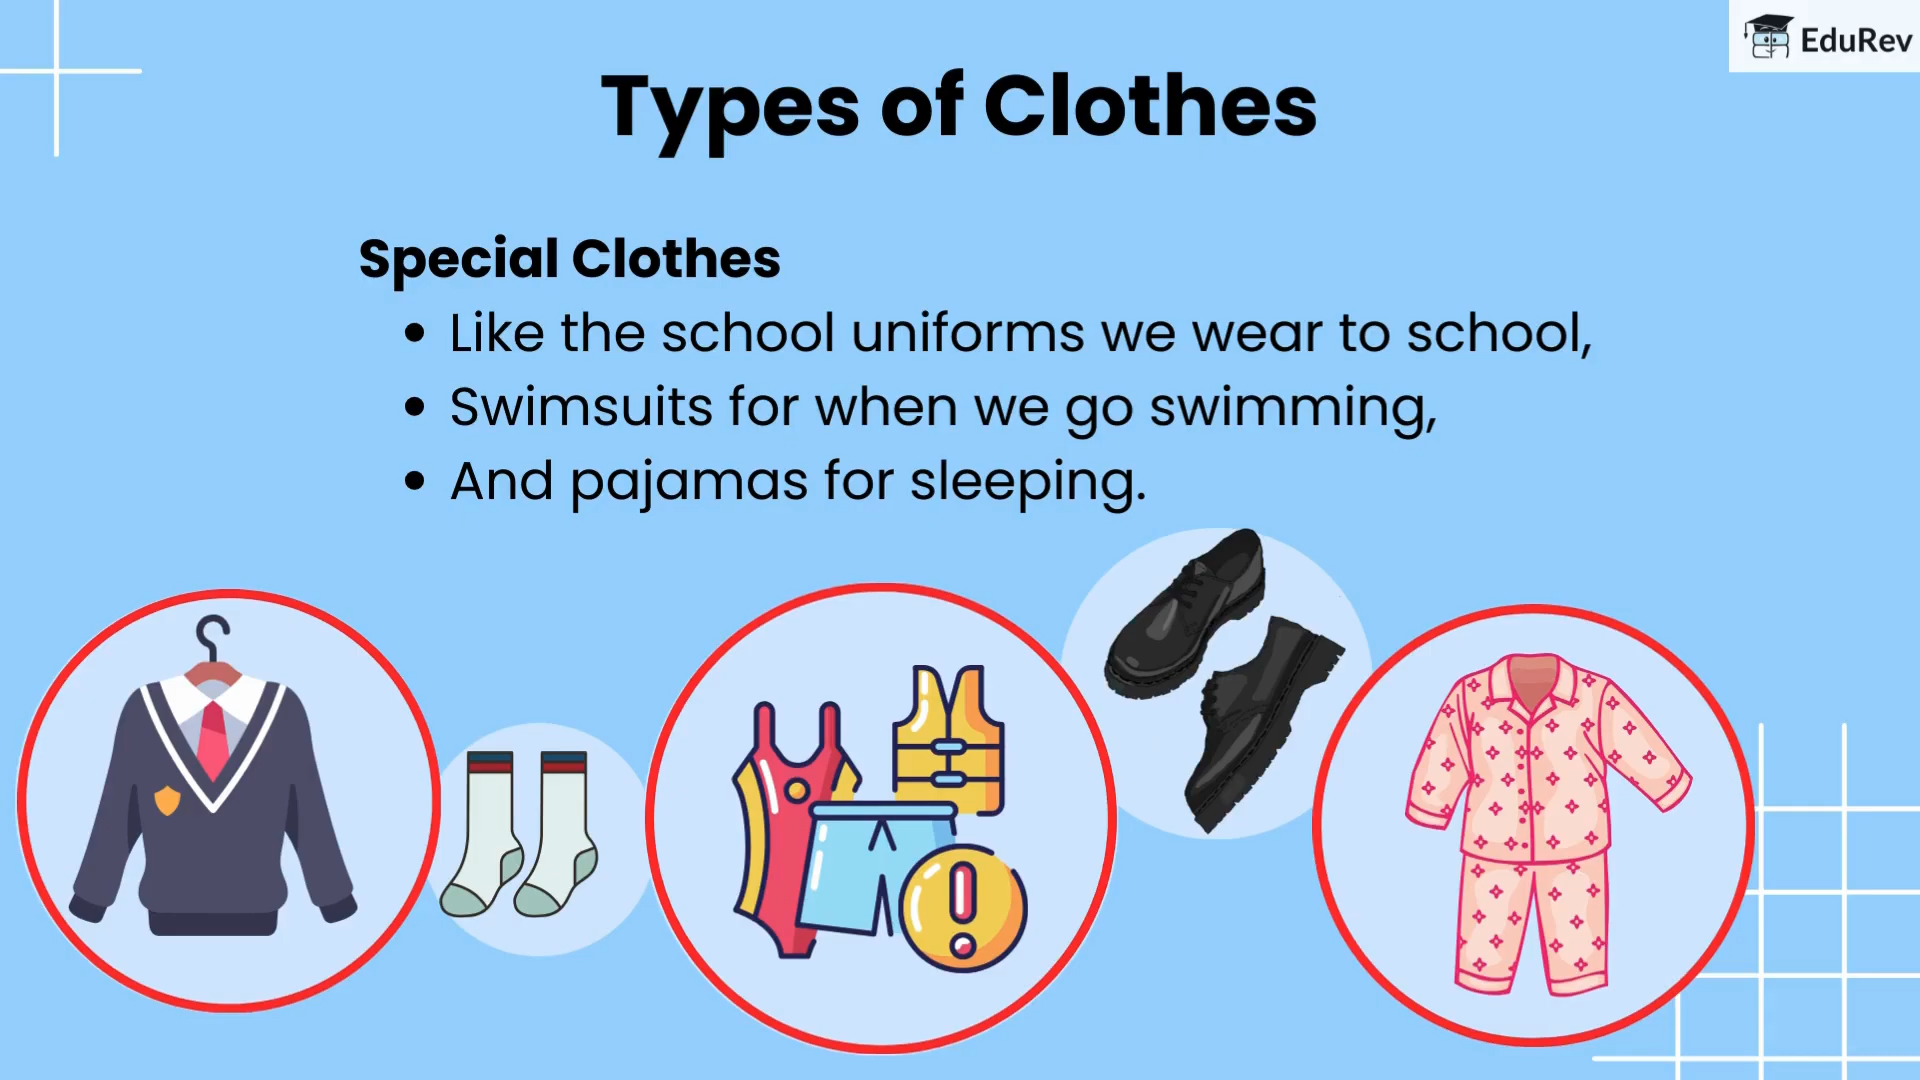 EduRev
Types of Clothes
Special Clothes
• Like the school uniforms we wear to school,
• Swimsuits for when we go swimming,
• And pajamas for sleeping.